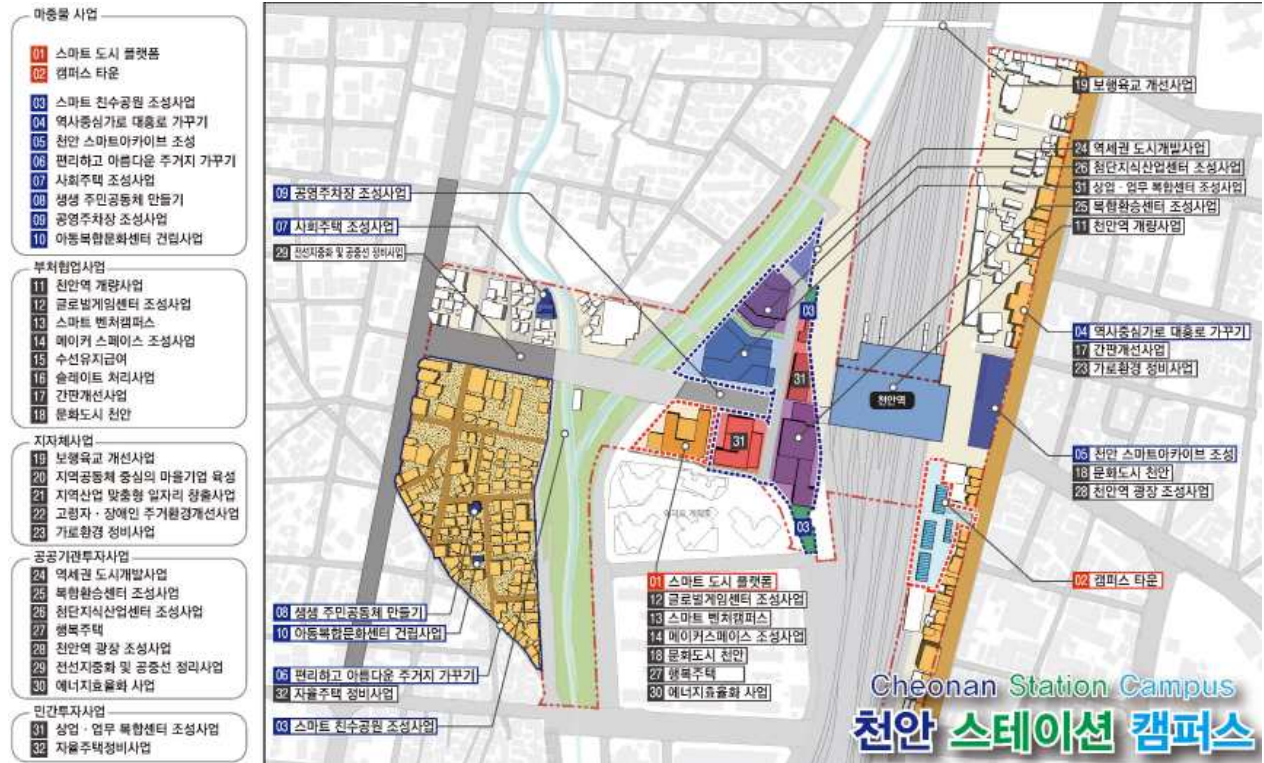 마중물 사업
01 스마트 도시 플랫폼
02 캠퍼스 타운
03 스마트 친수공원 조성사업
04 역사중심가로 대흥로 가꾸기
05 천안 스마트아카이브 조성
06 편리하고 아름다운 주거지 가꾸기
07 사회주택 조성사업
08 생생 주민공동체 만들기
09 공영주차장 조성사업
10 아동복합문화센터 건립사업
부처협업사업
11 천안역 개량사업
12 글로벌게임센터 조성사업
13 스마트 벤처캠퍼스
14 메이커 스페이스 조성사업
15 수선유지급여
16 슬레이트 처리사업
17 간판개선사업
18 문화도시 천안
지자체사업
19 보행육교 개선사업
20 지역공동체 중심의 마을기업 육성
21 지역산업 맞춤형 일자리 창출사업
22 고령자·장애인 주거환경개선사업
23 가로환경 정비사업
공공기관투자사업
24 역세권 도시개발사업
25 복합환승센터 조성사업
26 첨단지식산업센터 조성사업
27 행복주택
28 천안역 광장 조성사업
29 전선지중화 및 공중선 정리사업
30 에너지효율화 사업
민간투자사업
31 상업·업무 복합센터 조성사업
32 자율주택정비사업
19 보행육교 개선사업
24 역세권 도시개발사업
26 첨단지식산업센터 조성사업
31 상업·업무 복합센터 조성사업
25 복합환승센터 조성사업
11 천안역 개량사업
09 공영주차장 조성사업
07 사회주택 조성사업
29 전선지중화 및 공중선 정비사업
03
04 역사중심가로 대흥로 가꾸기
17 간판개선사업
23 가로환경 정비사업
31
천안역
31
05 천안 스마트아카이브 조성
18 문화도시 천안
28 천안역 광장 조성사업
03
01 스마트 도시 플랫폼
12 글로벌게임센터 조성사업
13 스마트 벤처캠퍼스
14 메이커스페이스 조성사업
18 문화도시 천안
27 행복주택
30 에너지효율화 사업
02 캠퍼스 타운
08 생생 주민공동체 만들기
10 아동복합문화센터 건립사업
06 편리하고 아름다운 주거지 가꾸기
32 자율주택 정비사업
03 스마트 친수공원 조성사업
Cheonan Station Campus
천안 스테이션 캠퍼스